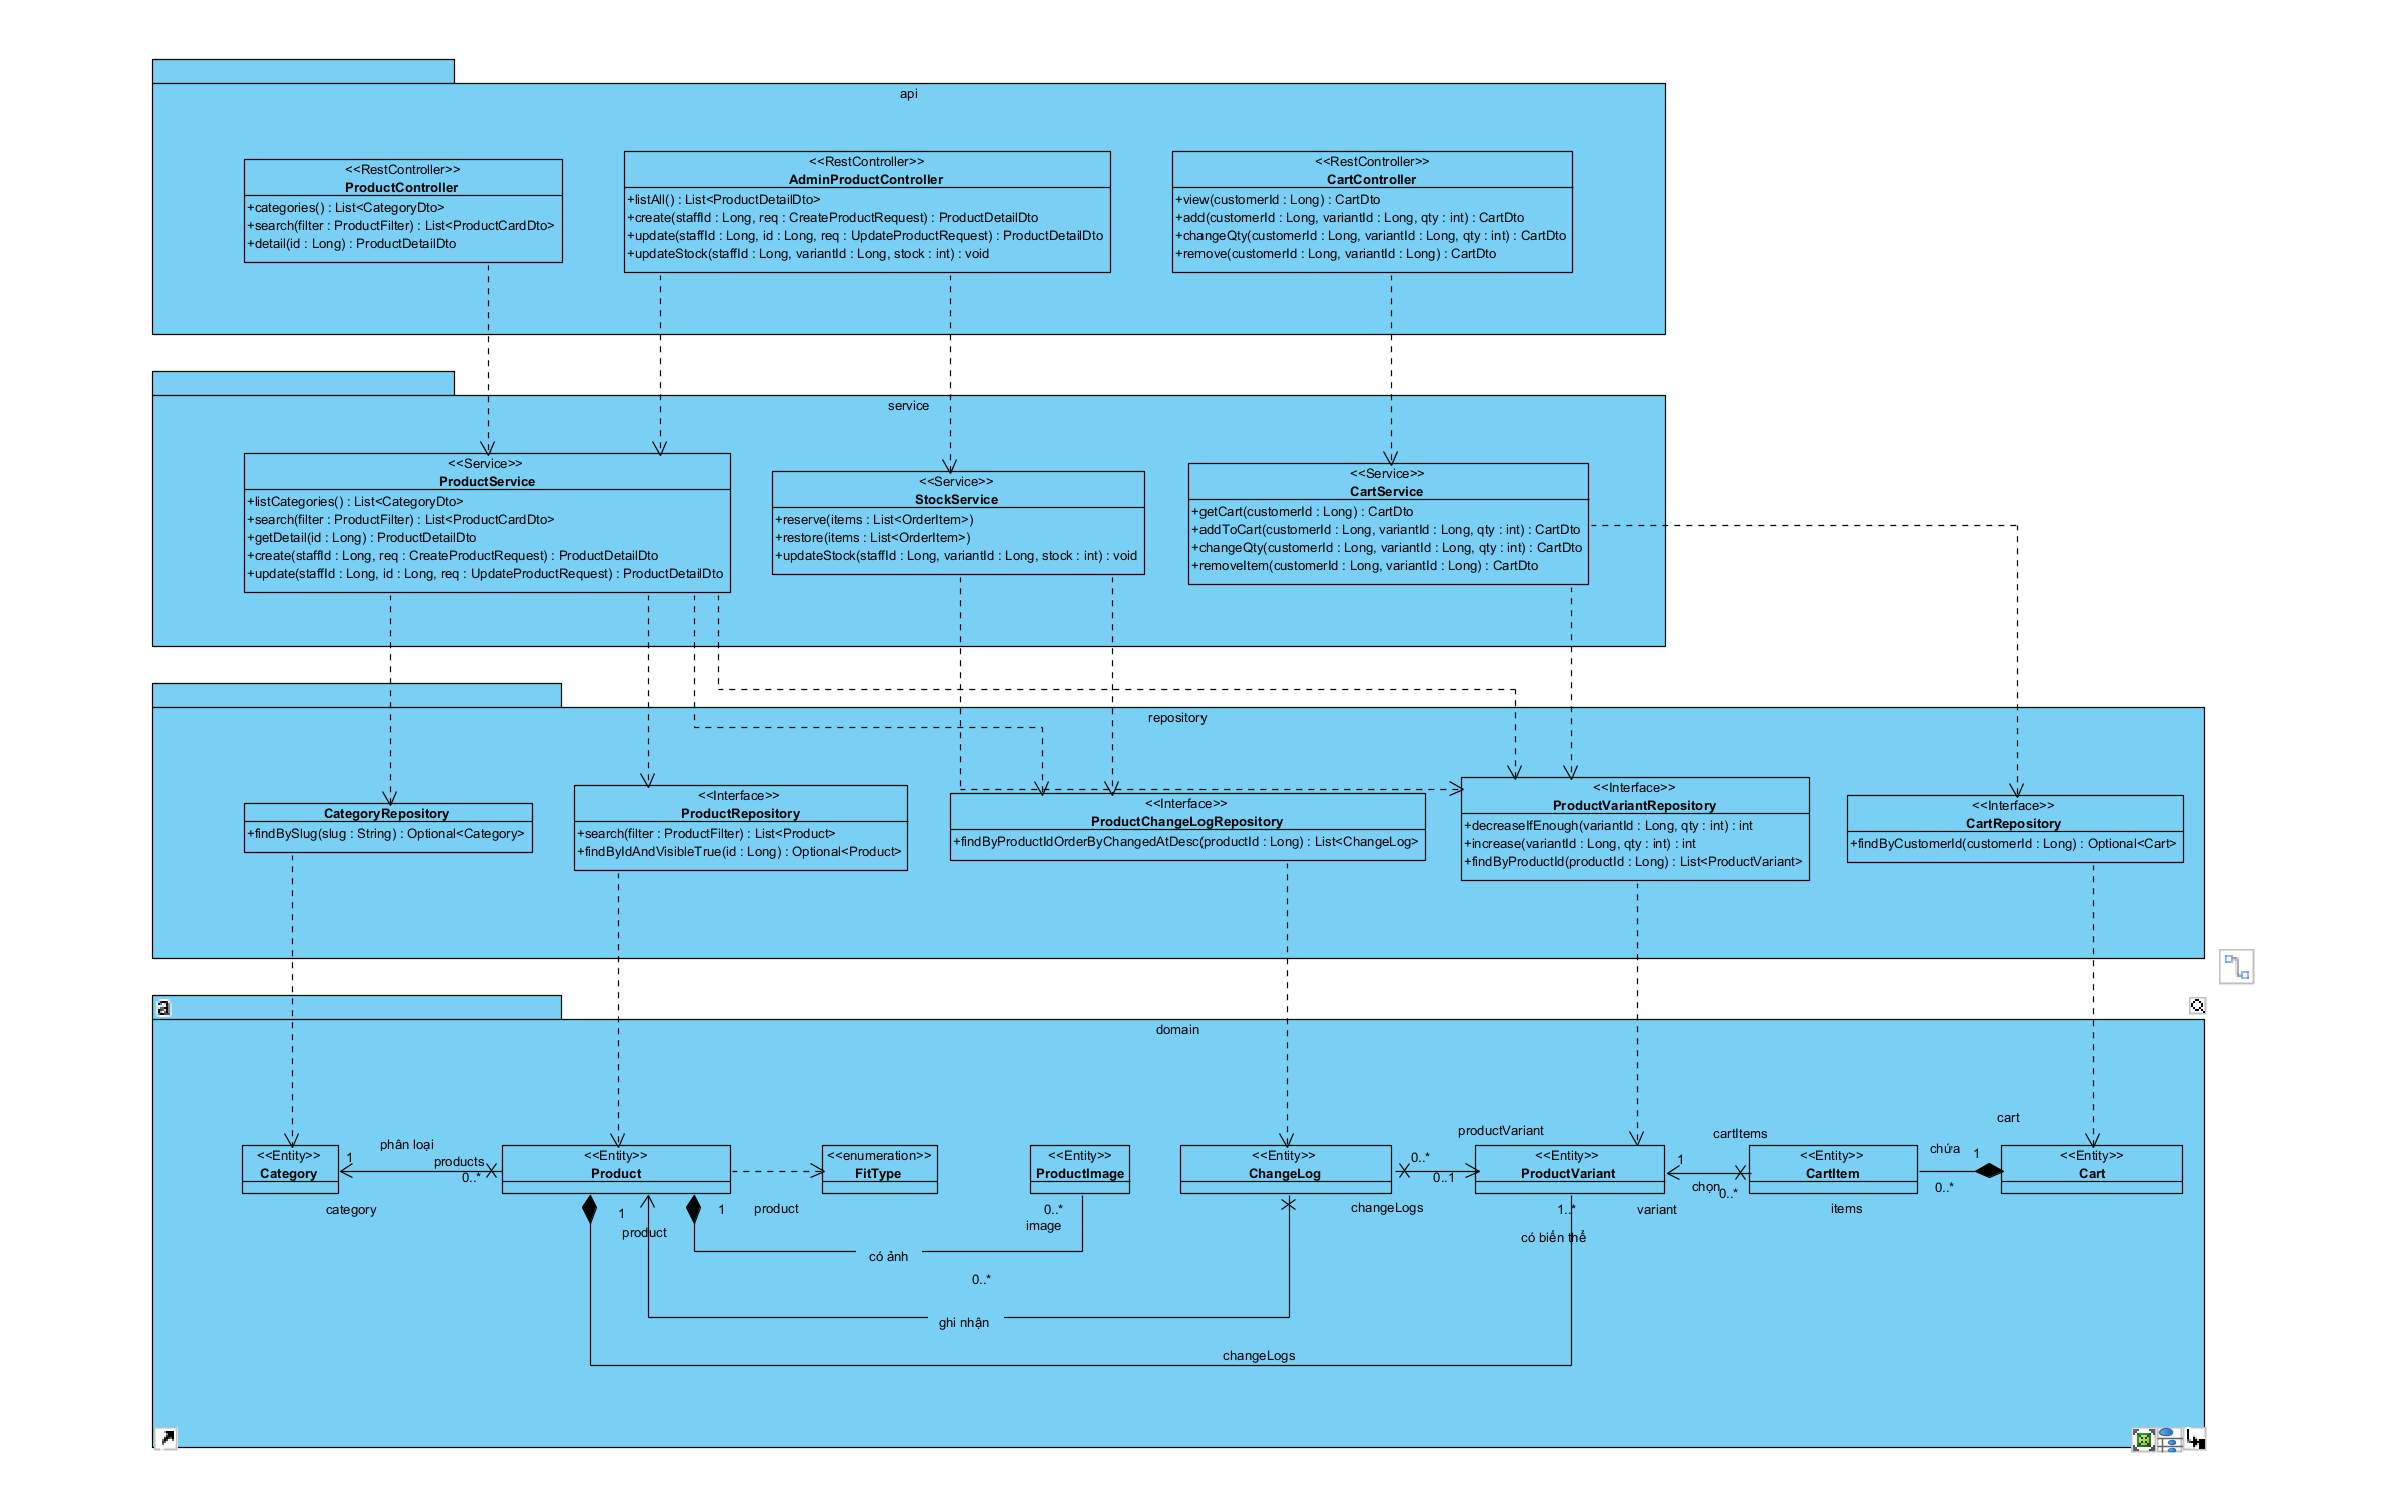 api
<<RestController>>
ProductController
+categories() : List<CategoryDto>
+search(filter : ProductFilter) : List<ProductCardDto>
+detail(id : Long) : ProductDetailDto
<<RestController>>
AdminProductController
+listAll() : List<ProductDetailDto>
+create(staffId : Long, req : CreateProductRequest) : ProductDetailDto
+update(staffId : Long, id : Long, req : UpdateProductRequest) : ProductDetailDto
+updateStock(staffId : Long, variantId : Long, stock : int) : void
<<RestController>>
CartController
+view(customerId : Long) : CartDto
+add(customerId : Long, variantId : Long, qty : int) : CartDto
+changeQty(customerId : Long, variantId : Long, qty : int) : CartDto
+remove(customerId : Long, variantId : Long) : CartDto
service
<<Service>>
ProductService
+listCategories() : List<CategoryDto>
+search(filter : ProductFilter) : List<ProductCardDto>
+getDetail(id : Long) : ProductDetailDto
+create(staffId : Long, req : CreateProductRequest) : ProductDetailDto
+update(staffId : Long, id : Long, req : UpdateProductRequest) : ProductDetailDto
<<Service>>
StockService
+reserve(items : List<OrderItem>)
+restore(items : List<OrderItem>)
+updateStock(staffId : Long, variantId : Long, stock : int) : void
<<Service>>
CartService
+getCart(customerId : Long) : CartDto
+addToCart(customerId : Long, variantId : Long, qty : int) : CartDto
+changeQty(customerId : Long, variantId : Long, qty : int) : CartDto
+removeItem(customerId : Long, variantId : Long) : CartDto
repository
CategoryRepository
+findBySlug(slug : String) : Optional<Category>
<<Interface>>
ProductRepository
+search(filter : ProductFilter) : List<Product>
+findByIdAndVisibleTrue(id : Long) : Optional<Product>
<<Interface>>
ProductChangeLogRepository
+findByProductIdOrderByChangedAtDesc(productId : Long) : List<ChangeLog>
<<Interface>>
ProductVariantRepository
+decreaseIfEnough(variantId : Long, qty : int) : int
+increase(variantId : Long, qty : int) : int
+findByProductId(productId : Long) : List<ProductVariant>
<<Interface>>
CartRepository
+findByCustomerId(customerId : Long) : Optional<Cart>
a
domain
<<Entity>>
Category
1
phân loại
products
0..*
category
<<Entity>>
Product
<<enumeration>>
FitType
<<Entity>>
ProductImage
<<Entity>>
ChangeLog
0..*
productVariant
0..1
changeLogs
<<Entity>>
ProductVariant
1
cartItems
chọn
0..*
variant
<<Entity>>
CartItem
chứa
cart
1
0..*
items
<<Entity>>
Cart
1
product
1
product
0..*
image
có ảnh
0..*
ghi nhận
1..*
có biến thể
changeLogs